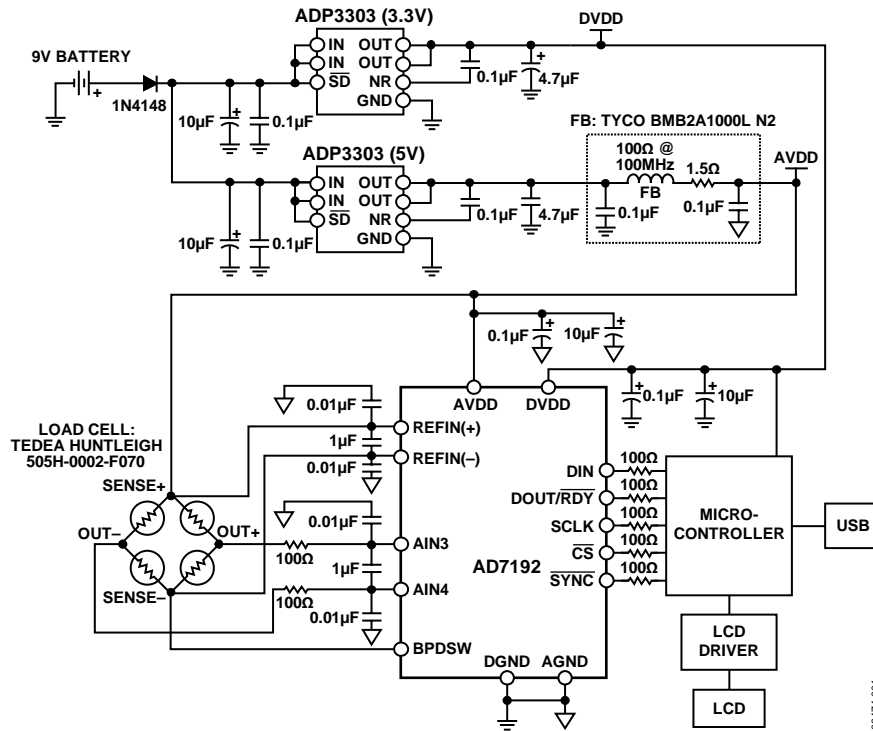 ADP3303 (3.3V)
DVDD
9V BATTERY
+
1N4148
IN
IN
SD
OUT
OUT
NR
GND
10µF
+
0.1µF
0.1µF
+
4.7µF
FB: TYCO BMB2A1000L N2
ADP3303 (5V)
100Ω @
100MHz
FB
1.5Ω
AVDD
IN
IN
SD
OUT
OUT
NR
GND
10µF
+
0.1µF
0.1µF
+
4.7µF
0.1µF
0.1µF
0.1µF
+
10µF
+
+
0.1µF
+
10µF
AVDD
DVDD
0.01µF
1µF
0.01µF
REFIN(+)
REFIN(–)
LOAD CELL:
TEDEA HUNTLEIGH
505H-0002-F070
SENSE+
OUT–
OUT+
SENSE–
0.01µF
100Ω
1µF
100Ω
0.01µF
AIN3
AIN4
BPDSW
AD7192
DIN
DOUT/RDY
SCLK
CS
SYNC
100Ω
100Ω
100Ω
100Ω
100Ω
MICRO-
CONTROLLER
USB
LCD
DRIVER
LCD
DGND
AGND